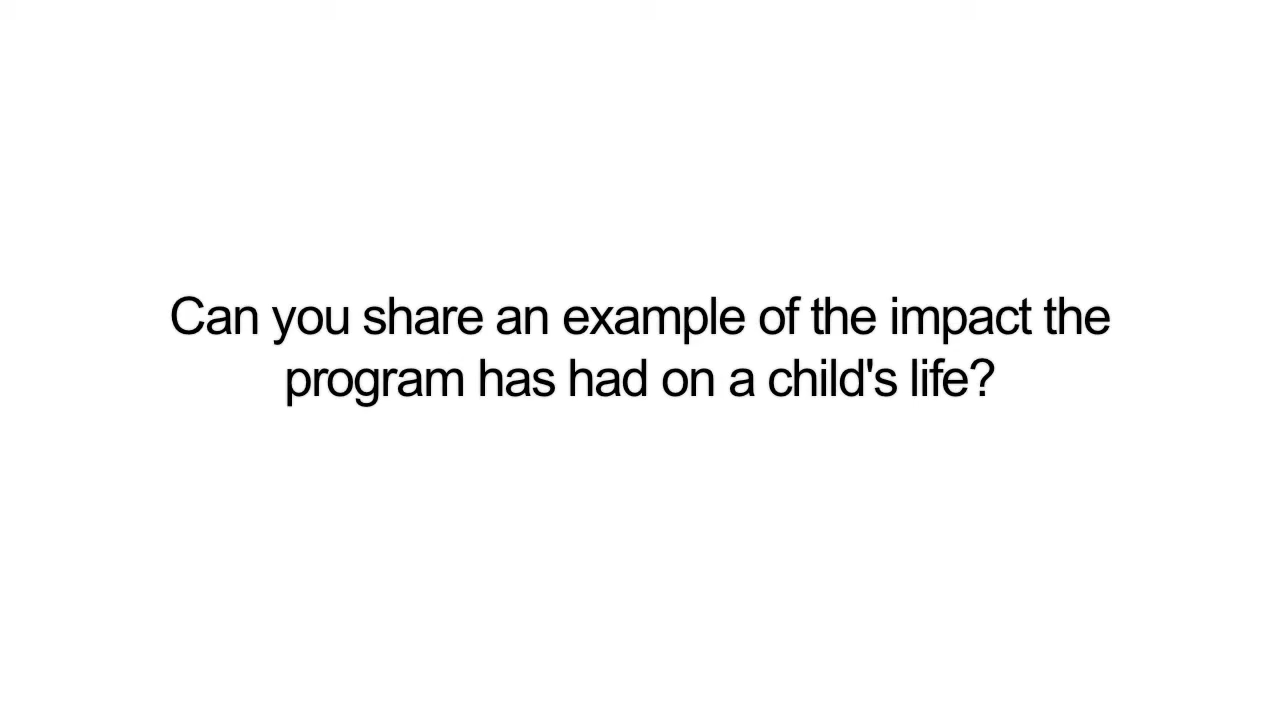 Can you share an example of the impact the
program has had on a child's life?